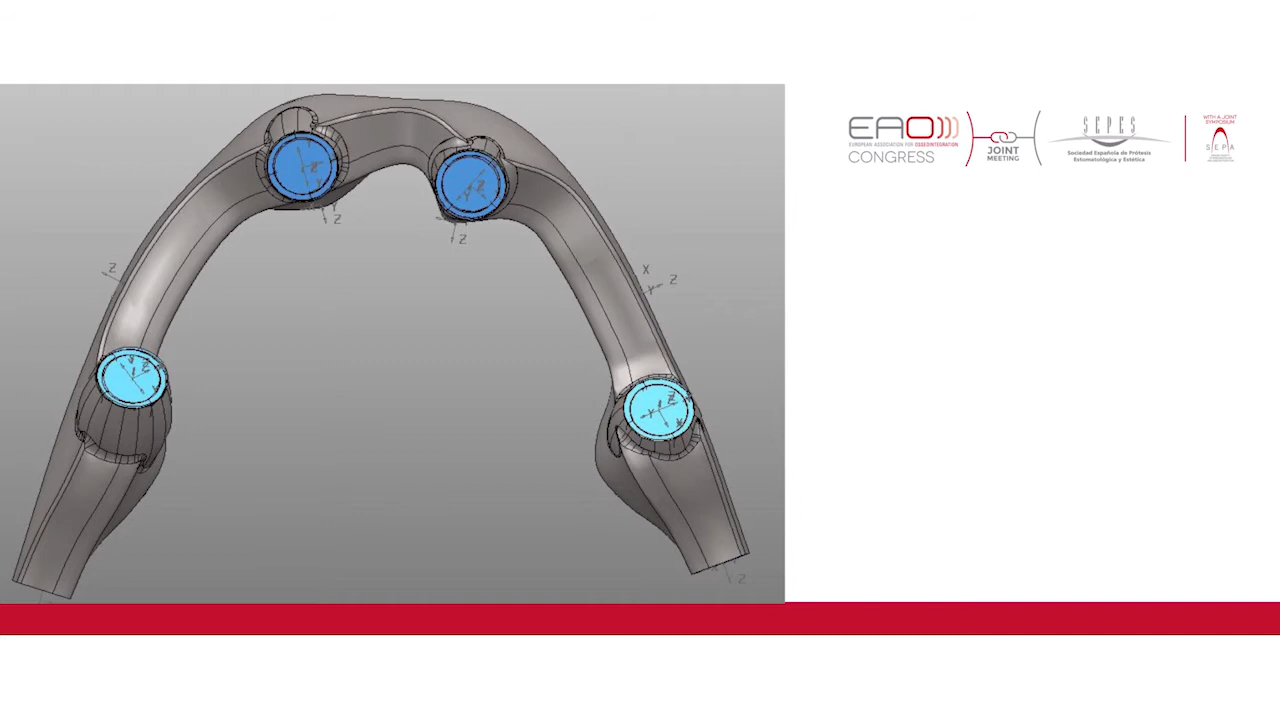 EAO
EUROPEAN ASSOCIATION FOR OSSEOINTEGRATION
CONGRESS
JOINT
MEETING
SEPES
Sociedad Española de Prótesis
Estomatológica y Estética
WITH A JOINT
SYMPOSIUM
SEPA
Z
Z
Z
X
Z
Y
Z